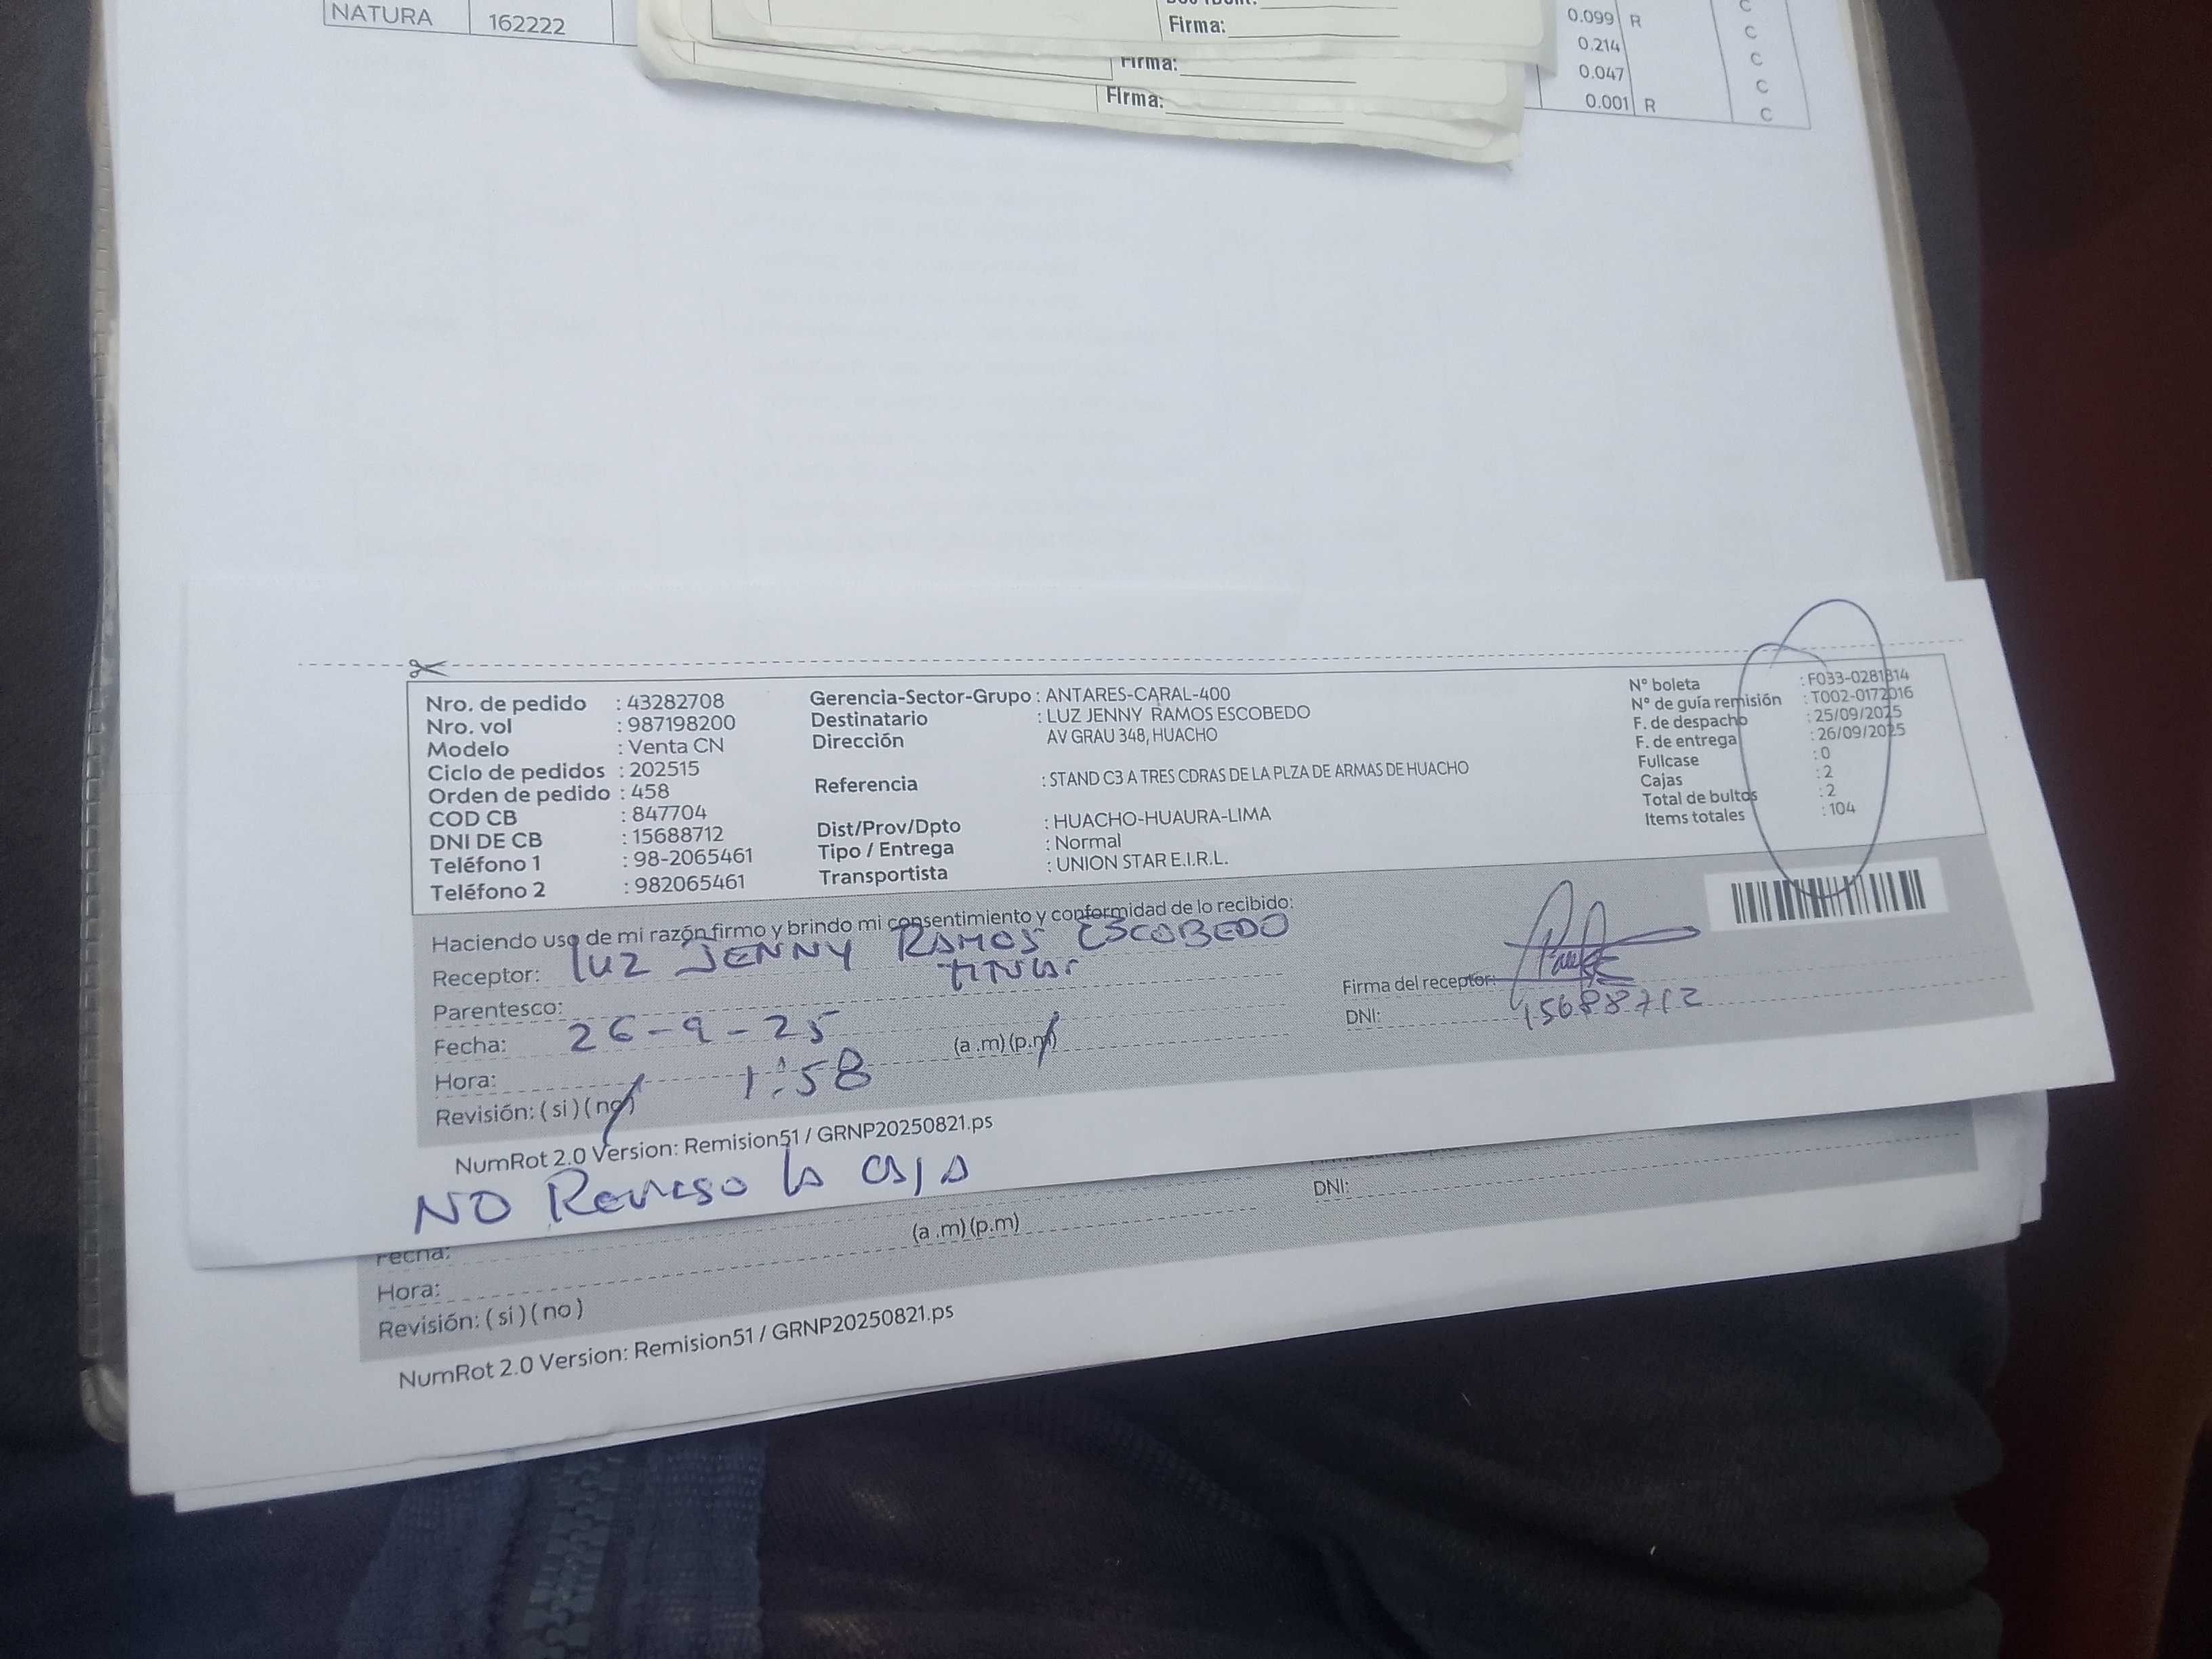 NATURA 162222
Firma:
Firma:
Firma:
0.099 R C
0.214 C
0.047 C
0.001 R C
Nro. de pedido : 43282708
Nro. vol : 987198200
Modelo : Venta CN
Ciclo de pedidos : 202515
Orden de pedido : 458
COD CB : 847704
DNI DE CB : 15688712
Teléfono 1 : 98-2065461
Teléfono 2 : 982065461
Gerencia-Sector-Grupo : ANTARES-CARAL-400
Destinatario : LUZ JENNY RAMOS ESCOBEDO
Dirección AV GRAU 348, HUACHO
Referencia : STAND C3 A TRES CDRAS DE LA PLZA DE ARMAS DE HUACHO
Dist/Prov/Dpto : HUACHO-HUAURA-LIMA
Tipo / Entrega : Normal
Transportista : UNION STAR E.I.R.L.
N° boleta : F033-0281814
N° de guía remisión : T002-0172016
F. de despacho : 25/09/2025
F. de entrega : 26/09/2025
Fullcase : 0
Cajas : 2
Total de bultos : 2
Items totales : 104
Haciendo uso de mi razón firmo y brindo mi consentimiento y conformidad de lo recibido:
Receptor: luz JENNY RAMOS ESCOBEDO
Parentesco: titular
Fecha: 26-9-25
Hora: 1:58 (a .m) (p.m)
Revisión: ( si ) ( no )
Firma del receptor:
DNI: 15688712
NumRot 2.0 Version: Remision51 / GRNP20250821.ps
NO Reviso la caja
DNI:
Fecha:
(a .m) (p.m)
Hora:
Revisión: ( si ) ( no )
NumRot 2.0 Version: Remision51 / GRNP20250821.ps